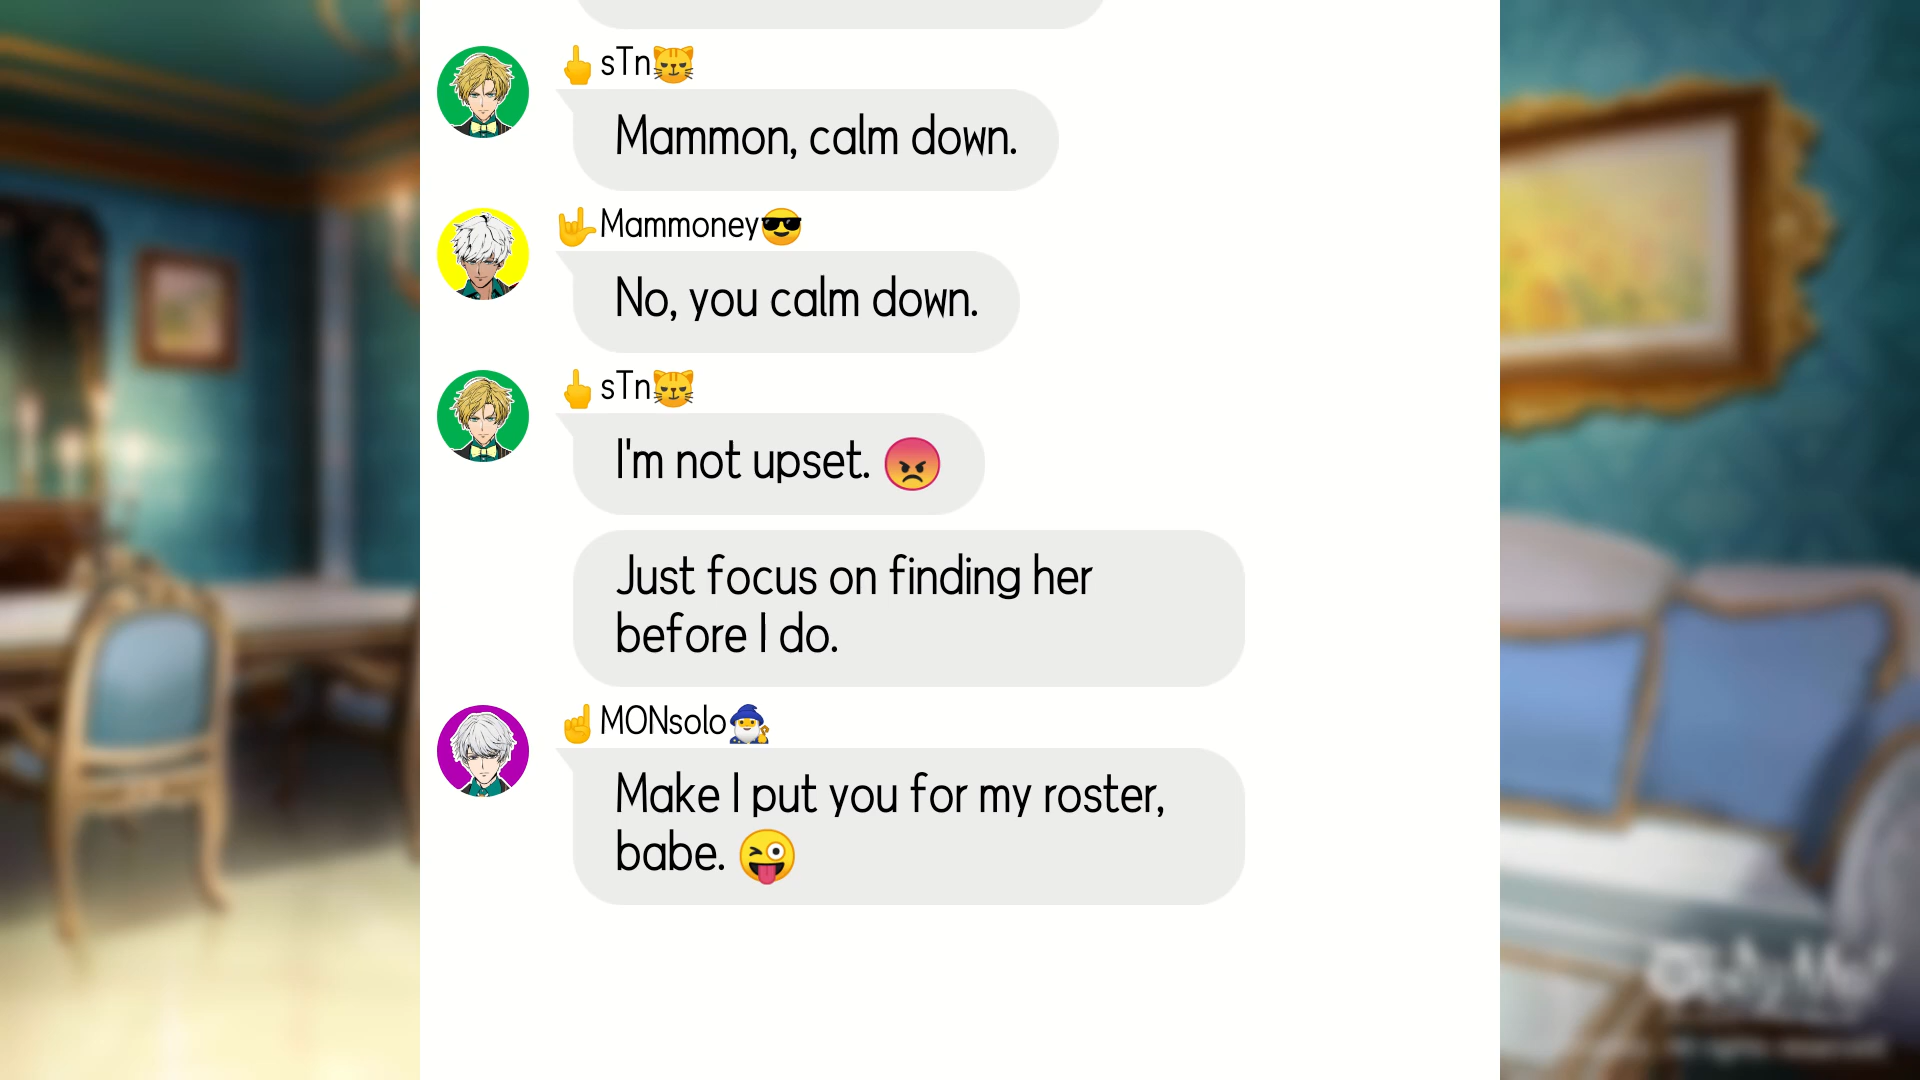 🖕sTn😼
Mammon, calm down.
🤟Mammoney😎
No, you calm down.
🖕sTn😼
I'm not upset. 😡
Just focus on finding her
before I do.
☝MONsolo🧙‍♂️
Make I put you for my roster,
babe. 😜